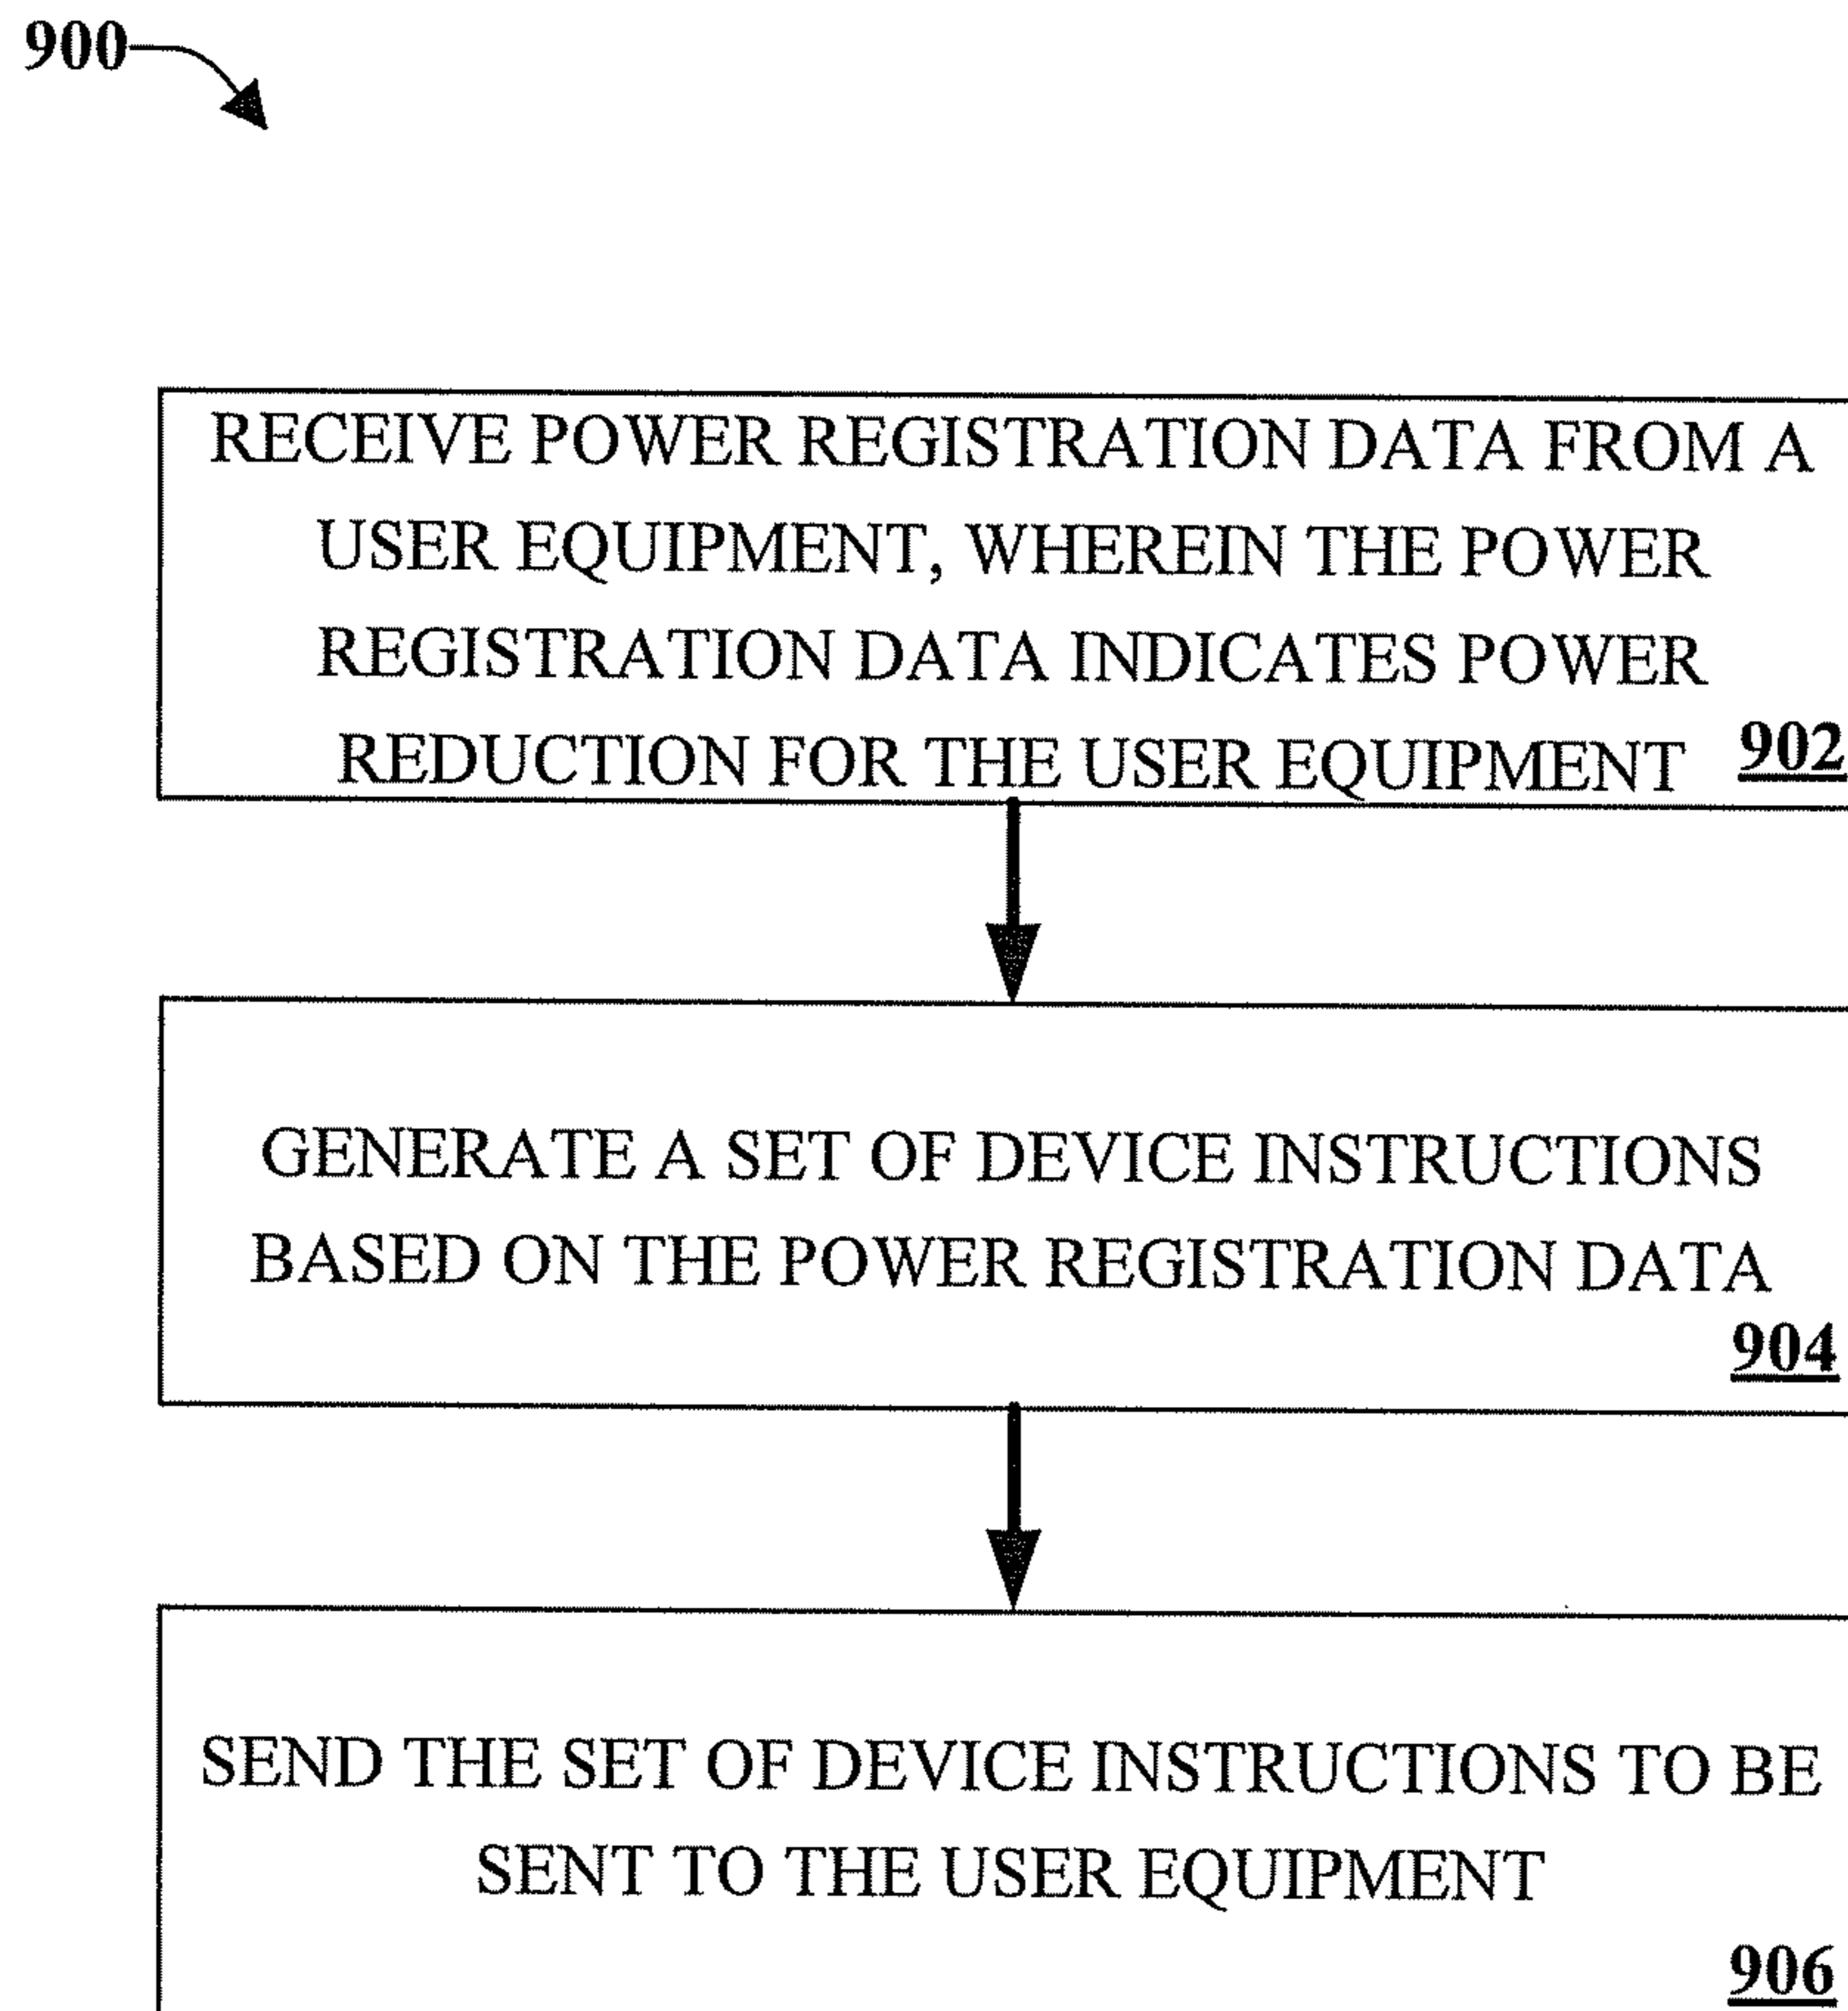 900
RECEIVE POWER REGISTRATION DATA FROM A
USER EQUIPMENT, WHEREIN THE POWER
REGISTRATION DATA INDICATES POWER
REDUCTION FOR THE USER EQUIPMENT 902
GENERATE A SET OF DEVICE INSTRUCTIONS
BASED ON THE POWER REGISTRATION DATA
904
SEND THE SET OF DEVICE INSTRUCTIONS TO BE
SENT TO THE USER EQUIPMENT
906